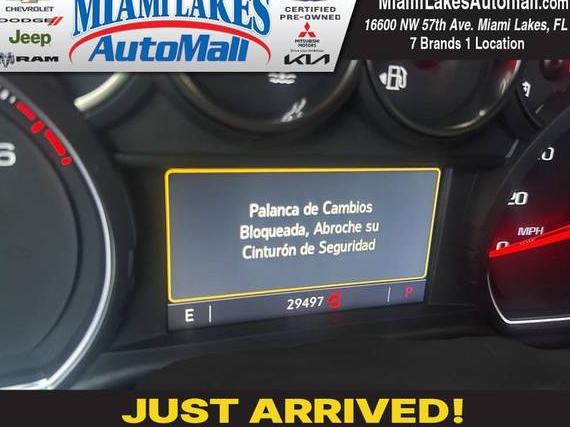 MIAMI LAKES
AutoMall
CHEVROLET
DODGE
Jeep
RAM
CERTIFIED
PRE-OWNED
MITSUBISHI
MOTORS
KIA
MiamiLakesAutomall.com
16600 NW 57th Ave. Miami Lakes, FL
7 Brands 1 Location
6
20
MPH
0
Palanca de Cambios
Bloqueada, Abroche su
Cinturón de Seguridad
E
29497
P
JUST ARRIVED!